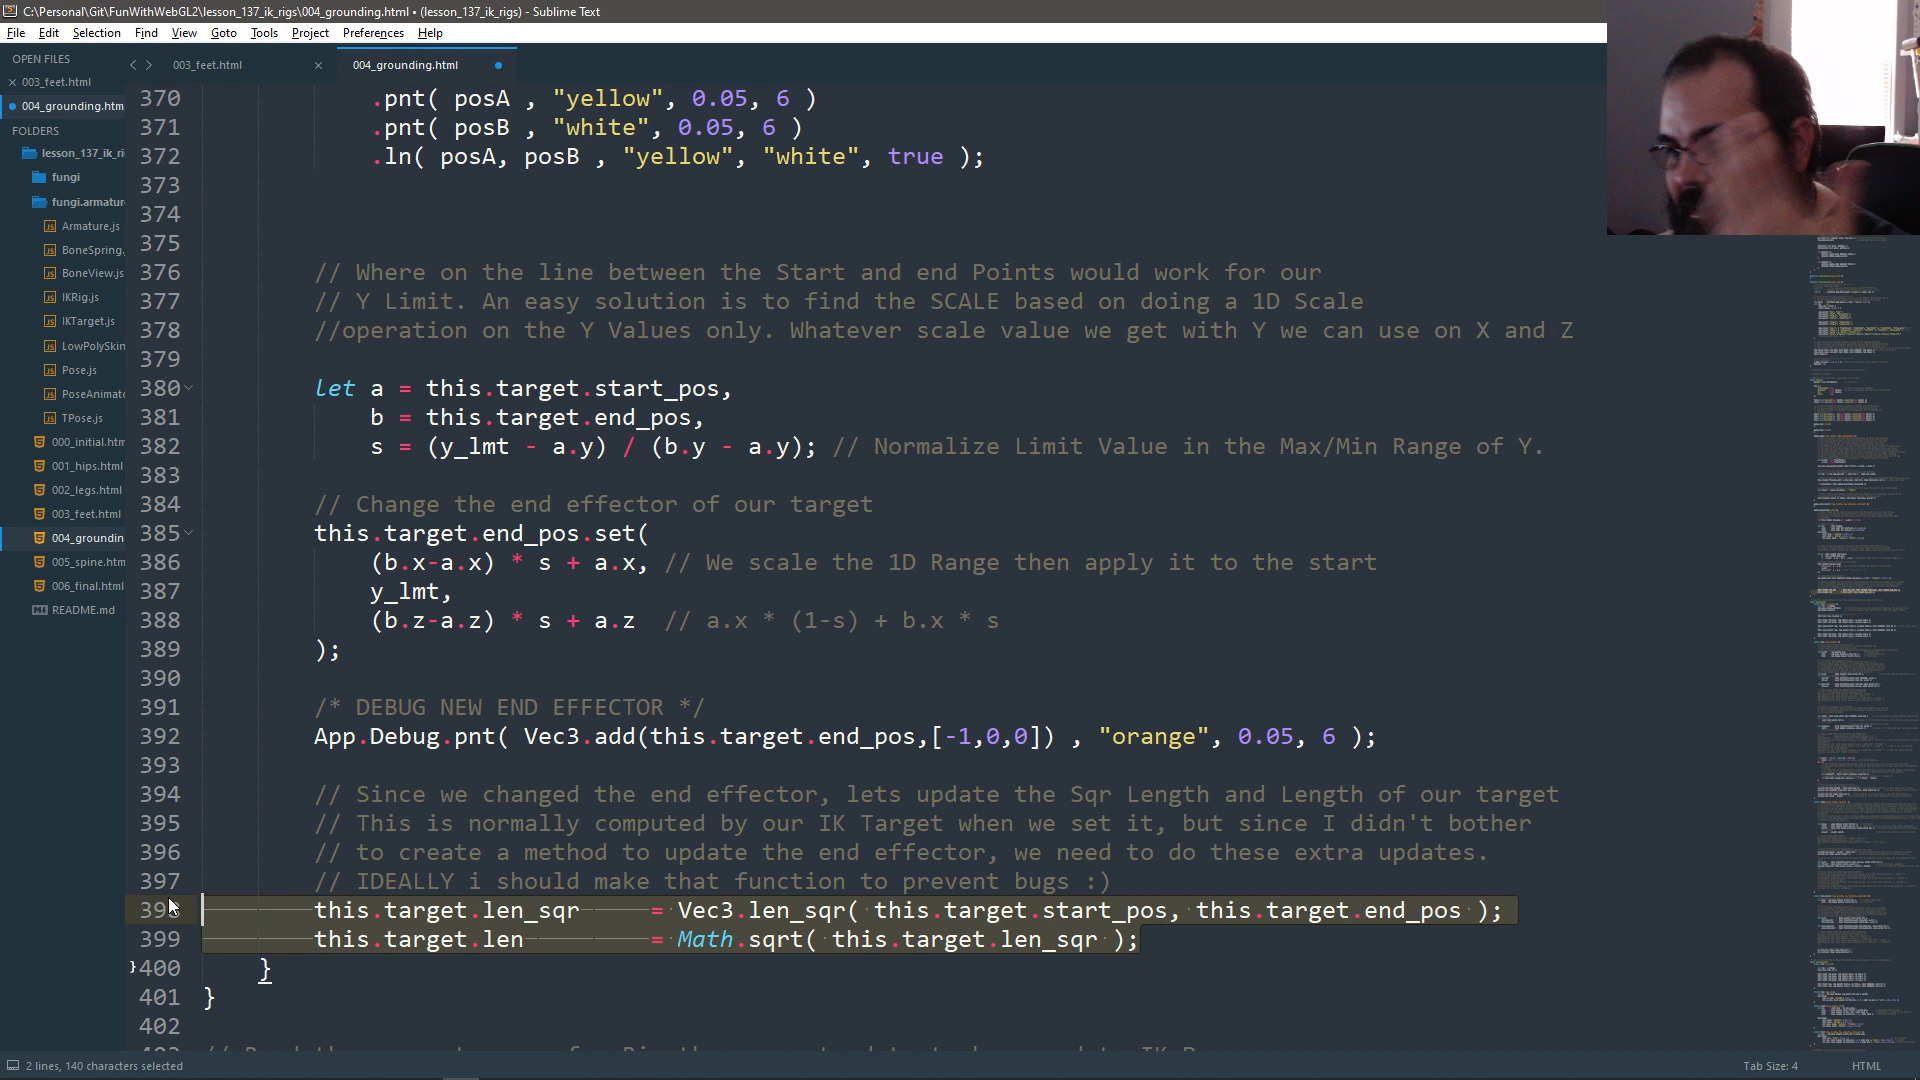 C:\Personal\Git\FunWithWebGL2\lesson_137_ik_rigs\004_grounding.html • (lesson_137_ik_rigs) - Sublime Text
File Edit Selection Find View Goto Tools Project Preferences Help
OPEN FILES
003_feet.html
004_grounding.htm
FOLDERS
lesson_137_ik_ri
fungi
fungi.armatur
Armature.js
BoneSpring.
BoneView.js
IKRig.js
IKTarget.js
LowPolySkin
Pose.js
PoseAnimato
TPose.js
000_initial.htm
001_hips.html
002_legs.html
003_feet.html
004_groundin
005_spine.htm
006_final.html
README.md
003_feet.html
004_grounding.html
370 .pnt( posA , "yellow", 0.05, 6 )
371 .pnt( posB , "white", 0.05, 6 )
372 .ln( posA, posB , "yellow", "white", true );
373
374
375
376 // Where on the line between the Start and end Points would work for our
377 // Y Limit. An easy solution is to find the SCALE based on doing a 1D Scale
378 //operation on the Y Values only. Whatever scale value we get with Y we can use on X and Z
379
380 let a = this.target.start_pos,
381 b = this.target.end_pos,
382 s = (y_lmt - a.y) / (b.y - a.y); // Normalize Limit Value in the Max/Min Range of Y.
383
384 // Change the end effector of our target
385 this.target.end_pos.set(
386 (b.x-a.x) * s + a.x, // We scale the 1D Range then apply it to the start
387 y_lmt,
388 (b.z-a.z) * s + a.z // a.x * (1-s) + b.x * s
389 );
390
391 /* DEBUG NEW END EFFECTOR */
392 App.Debug.pnt( Vec3.add(this.target.end_pos,[-1,0,0]) , "orange", 0.05, 6 );
393
394 // Since we changed the end effector, lets update the Sqr Length and Length of our target
395 // This is normally computed by our IK Target when we set it, but since I didn't bother
396 // to create a method to update the end effector, we need to do these extra updates.
397 // IDEALLY i should make that function to prevent bugs :)
398 this.target.len_sqr = Vec3.len_sqr( this.target.start_pos, this.target.end_pos );
399 this.target.len = Math.sqrt( this.target.len_sqr );
400 }
401 }
402
2 lines, 140 characters selected
Tab Size: 4
HTML